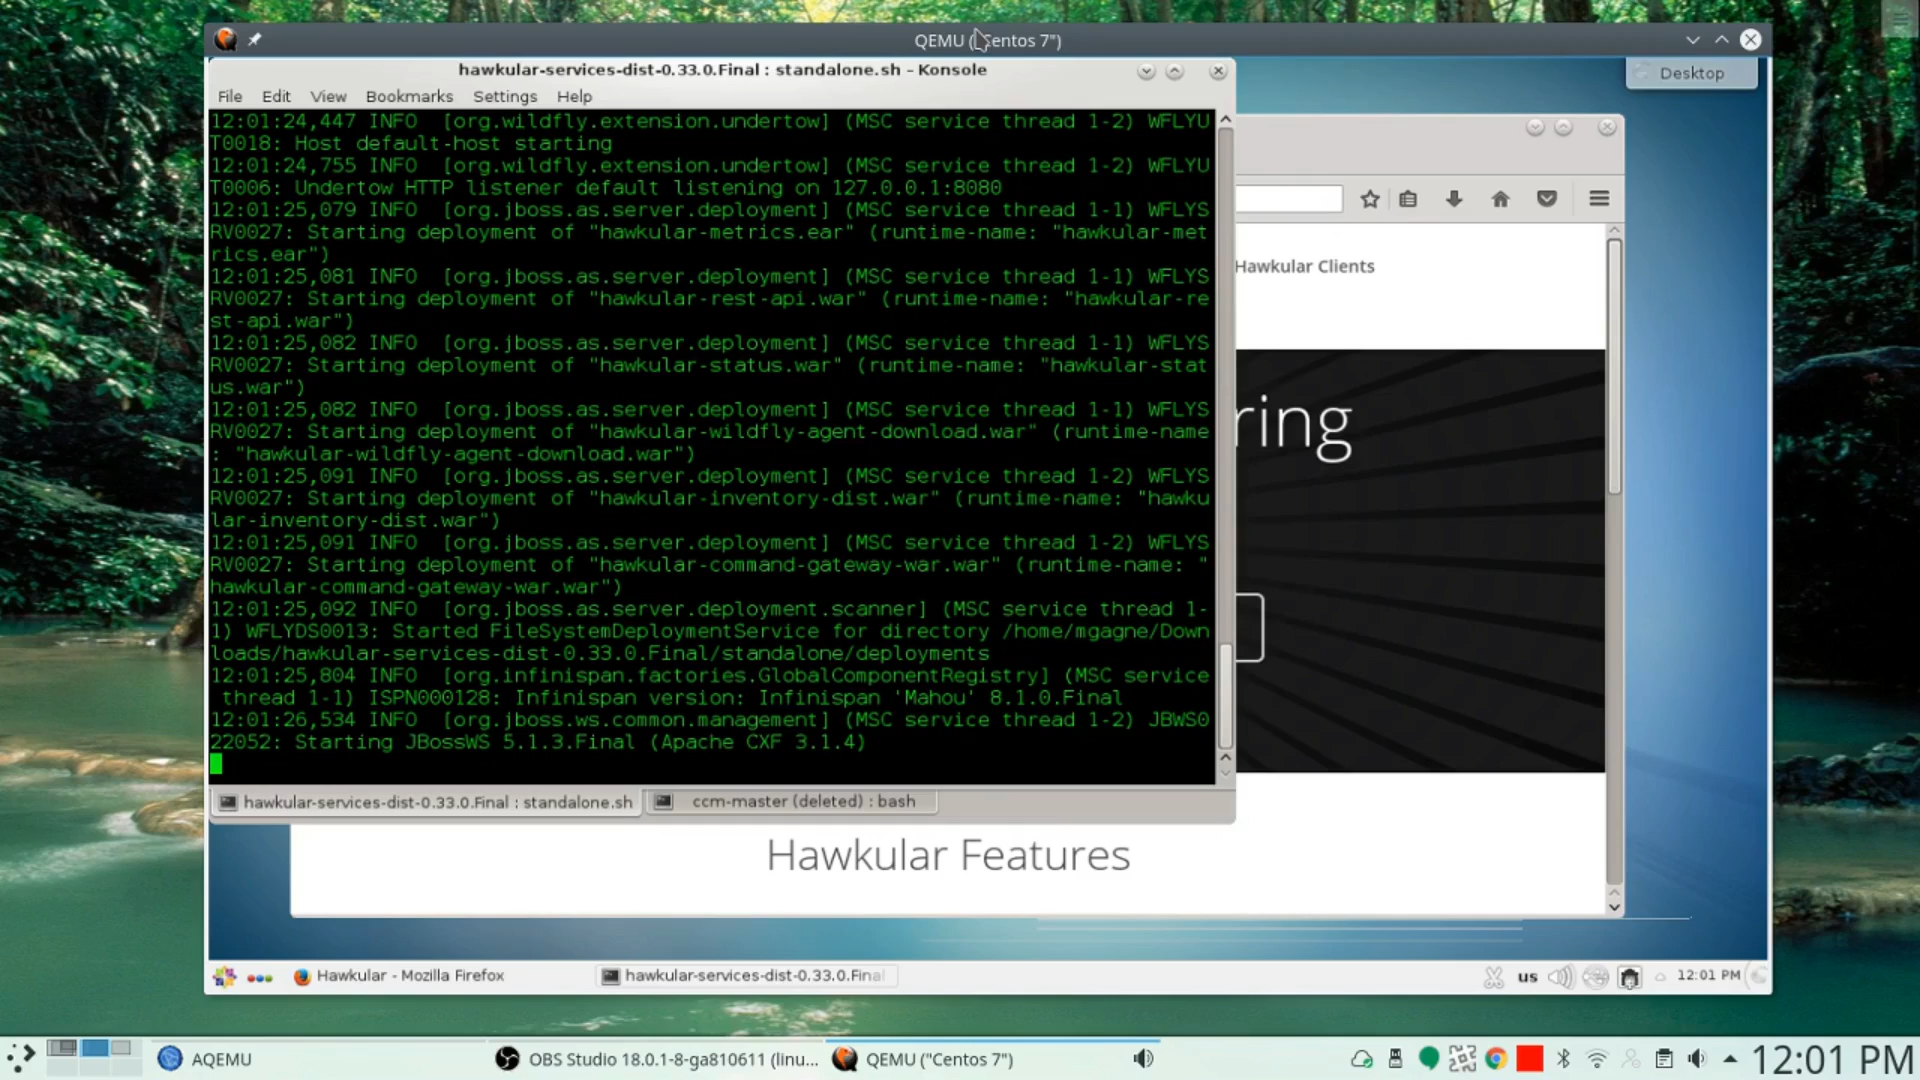 QEMU ("Centos 7")
hawkular-services-dist-0.33.0.Final : standalone.sh – Konsole
Desktop
File Edit View Bookmarks Settings Help
12:01:24,447 INFO [org.wildfly.extension.undertow] (MSC service thread 1-2) WFLYU
T0018: Host default-host starting
12:01:24,755 INFO [org.wildfly.extension.undertow] (MSC service thread 1-2) WFLYU
T0006: Undertow HTTP listener default listening on 127.0.0.1:8080
12:01:25,079 INFO [org.jboss.as.server.deployment] (MSC service thread 1-1) WFLYS
RV0027: Starting deployment of "hawkular-metrics.ear" (runtime-name: "hawkular-met
rics.ear")
12:01:25,081 INFO [org.jboss.as.server.deployment] (MSC service thread 1-1) WFLYS
RV0027: Starting deployment of "hawkular-rest-api.war" (runtime-name: "hawkular-re
st-api.war")
12:01:25,082 INFO [org.jboss.as.server.deployment] (MSC service thread 1-1) WFLYS
RV0027: Starting deployment of "hawkular-status.war" (runtime-name: "hawkular-stat
us.war")
12:01:25,082 INFO [org.jboss.as.server.deployment] (MSC service thread 1-1) WFLYS
RV0027: Starting deployment of "hawkular-wildfly-agent-download.war" (runtime-name
: "hawkular-wildfly-agent-download.war")
12:01:25,091 INFO [org.jboss.as.server.deployment] (MSC service thread 1-2) WFLYS
RV0027: Starting deployment of "hawkular-inventory-dist.war" (runtime-name: "hawku
lar-inventory-dist.war")
12:01:25,091 INFO [org.jboss.as.server.deployment] (MSC service thread 1-2) WFLYS
RV0027: Starting deployment of "hawkular-command-gateway-war.war" (runtime-name: "
hawkular-command-gateway-war.war")
12:01:25,092 INFO [org.jboss.as.server.deployment.scanner] (MSC service thread 1-
1) WFLYDS0013: Started FileSystemDeploymentService for directory /home/mgagne/Down
loads/hawkular-services-dist-0.33.0.Final/standalone/deployments
12:01:25,804 INFO [org.infinispan.factories.GlobalComponentRegistry] (MSC service
thread 1-1) ISPN000128: Infinispan version: Infinispan 'Mahou' 8.1.0.Final
12:01:26,534 INFO [org.jboss.ws.common.management] (MSC service thread 1-2) JBWS0
22052: Starting JBossWS 5.1.3.Final (Apache CXF 3.1.4)
Hawkular Clients
ring
hawkular-services-dist-0.33.0.Final : standalone.sh ccm-master (deleted) : bash
Hawkular Features
Hawkular - Mozilla Firefox hawkular-services-dist-0.33.0.Final us 12:01 PM
AQEMU OBS Studio 18.0.1-8-ga810611 (linu... QEMU ("Centos 7") 12:01 PM